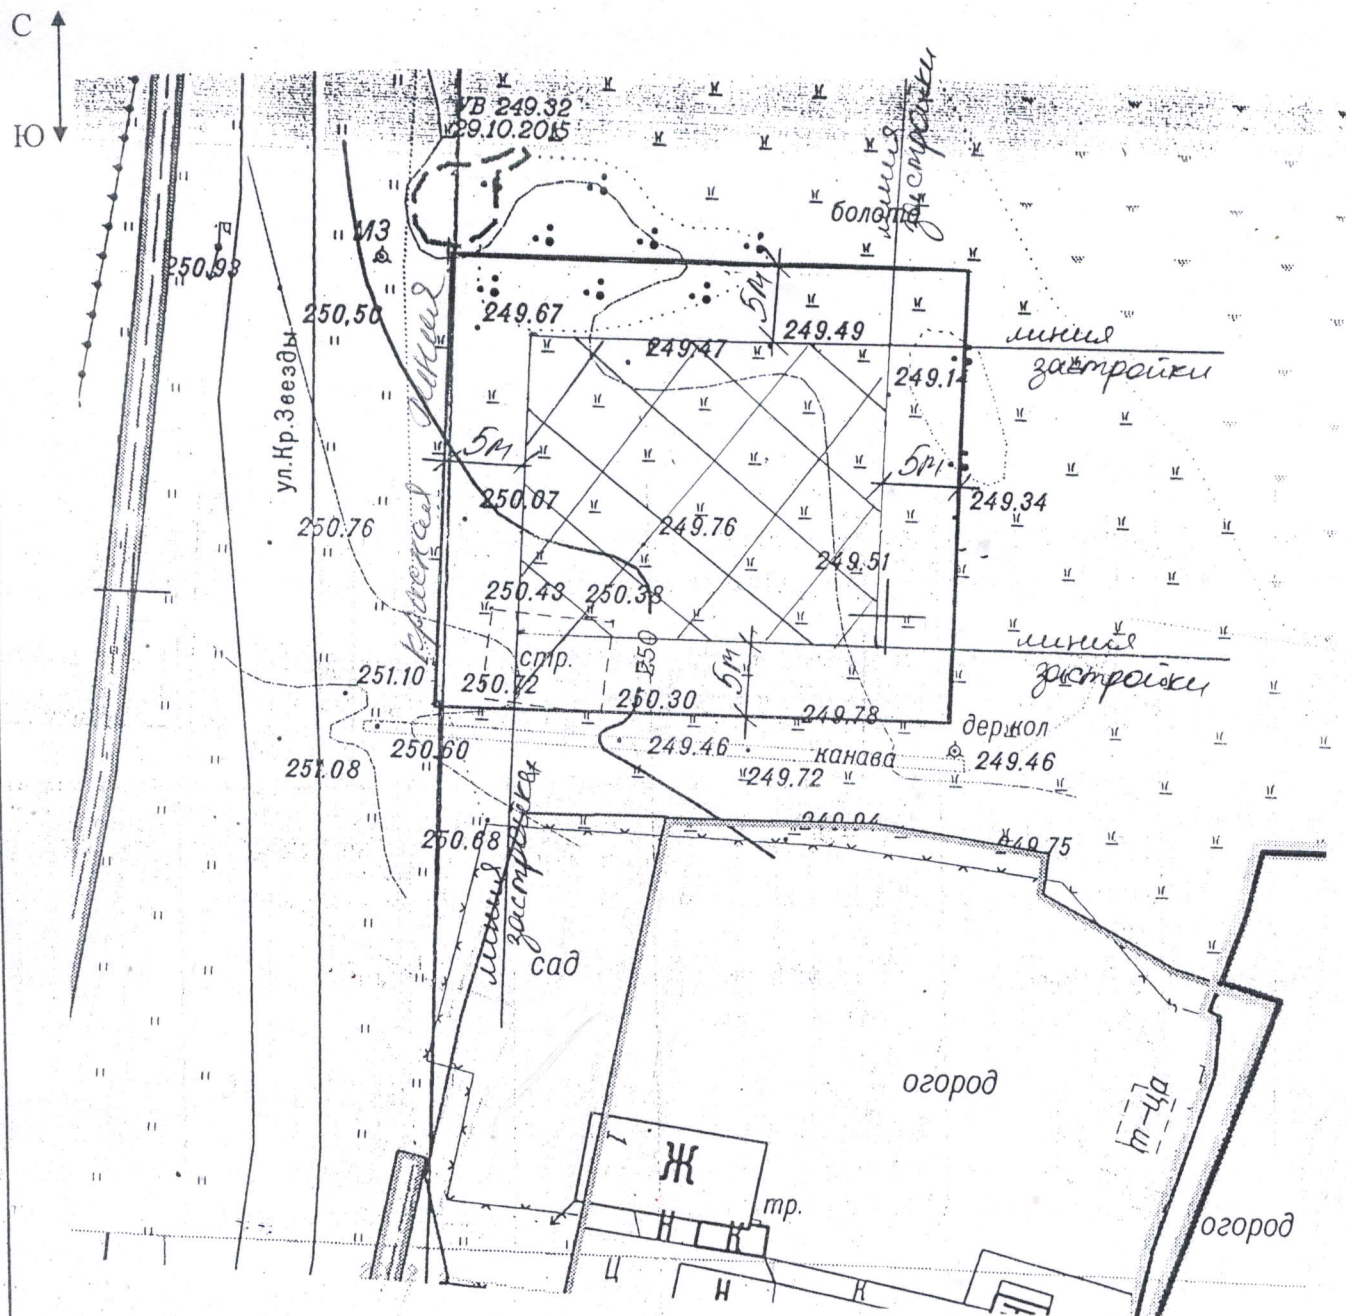 С
Ю
УВ 249.32
29.10.2015
линия
застройки
болото
МЗ
250,93
250,50
249.67
5м
249.49
249.47
линия
застройки
249.14
ул.Кр.Звезды
красная линия
5м
5м
250.07
249.34
250.76
249.76
249.51
250.43
250.38
линия
застройки
стр.
250
5м
251.10
250.72
250.30
249.78
дер.кол
250.60
249.46
канава
249.46
251.08
249.72
249.94
250.68
249.75
линия
застройки
сад
огород
т-ца
I
Ж
тр.
огород
Н
К
Ц
Н
К